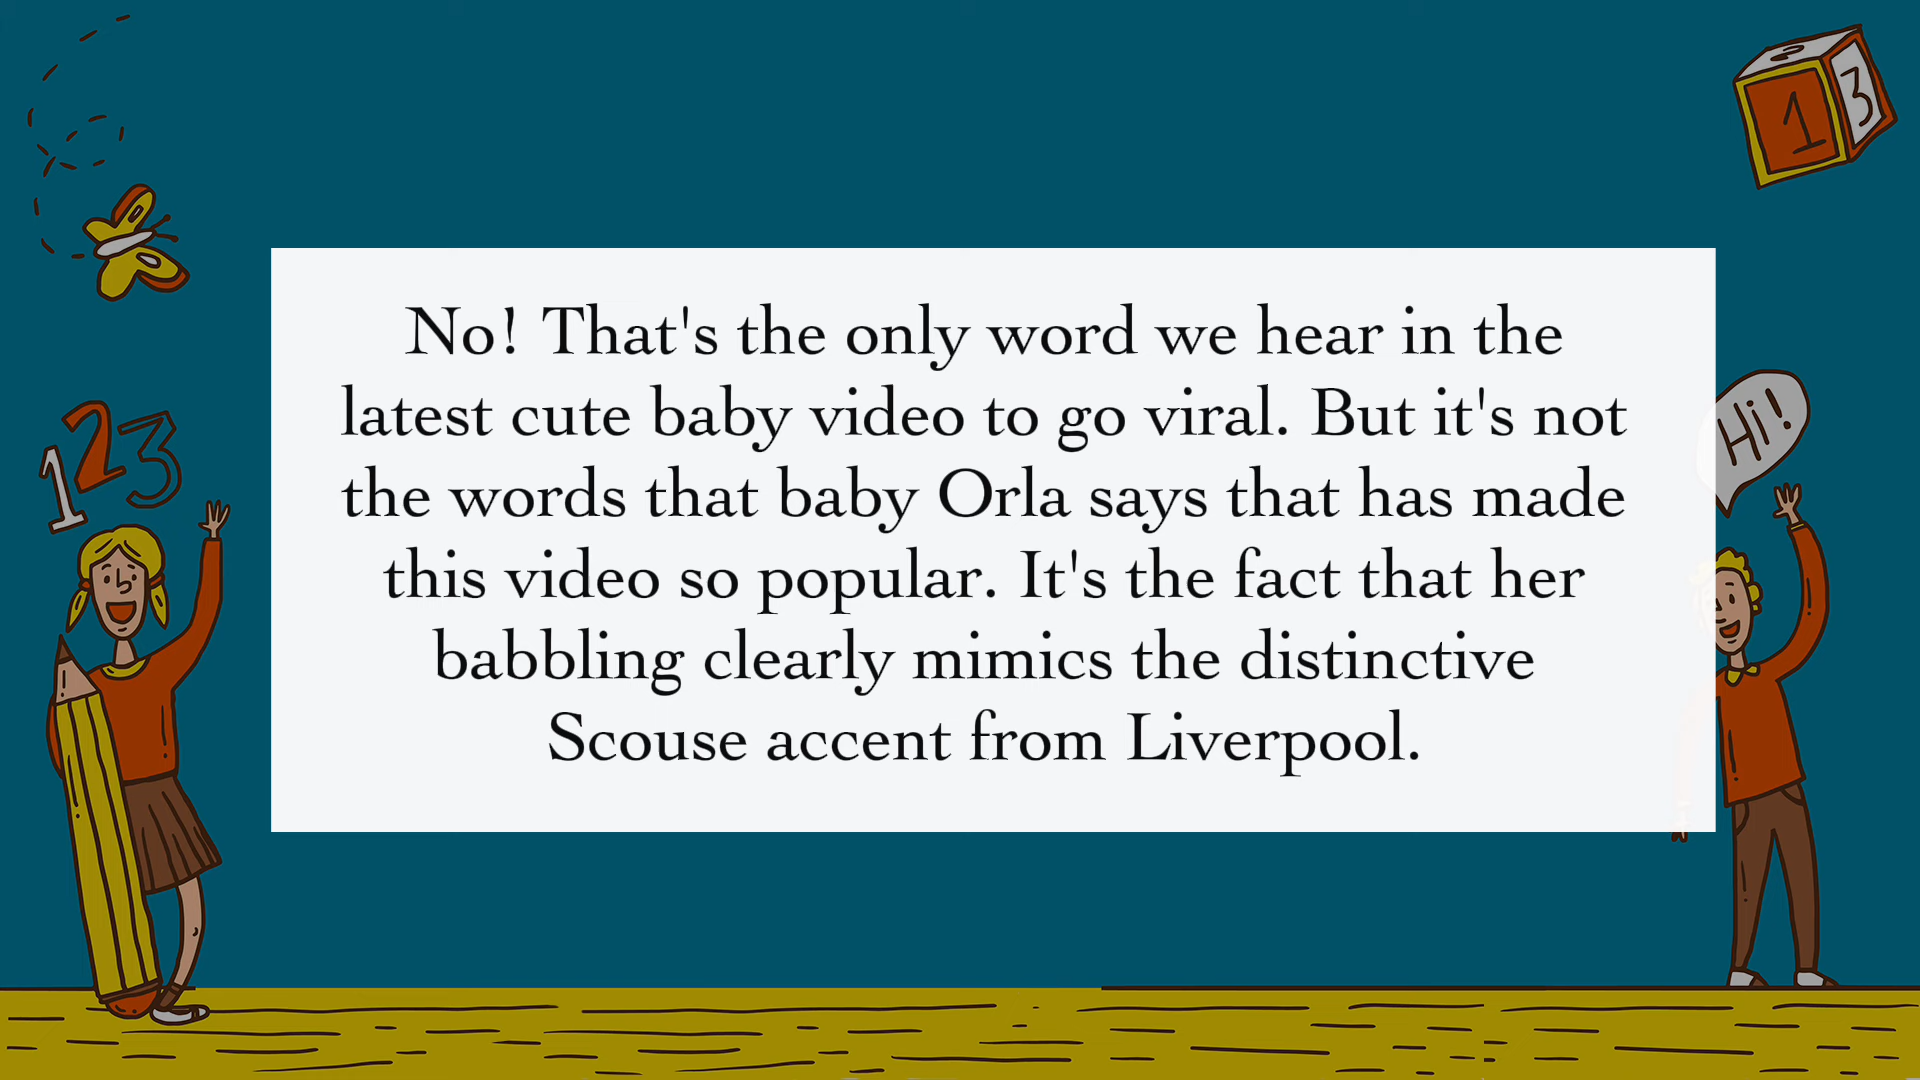 1 3
No! That's the only word we hear in the
latest cute baby video to go viral. But it's not
the words that baby Orla says that has made
this video so popular. It's the fact that her
babbling clearly mimics the distinctive
Scouse accent from Liverpool.
123
Hi!